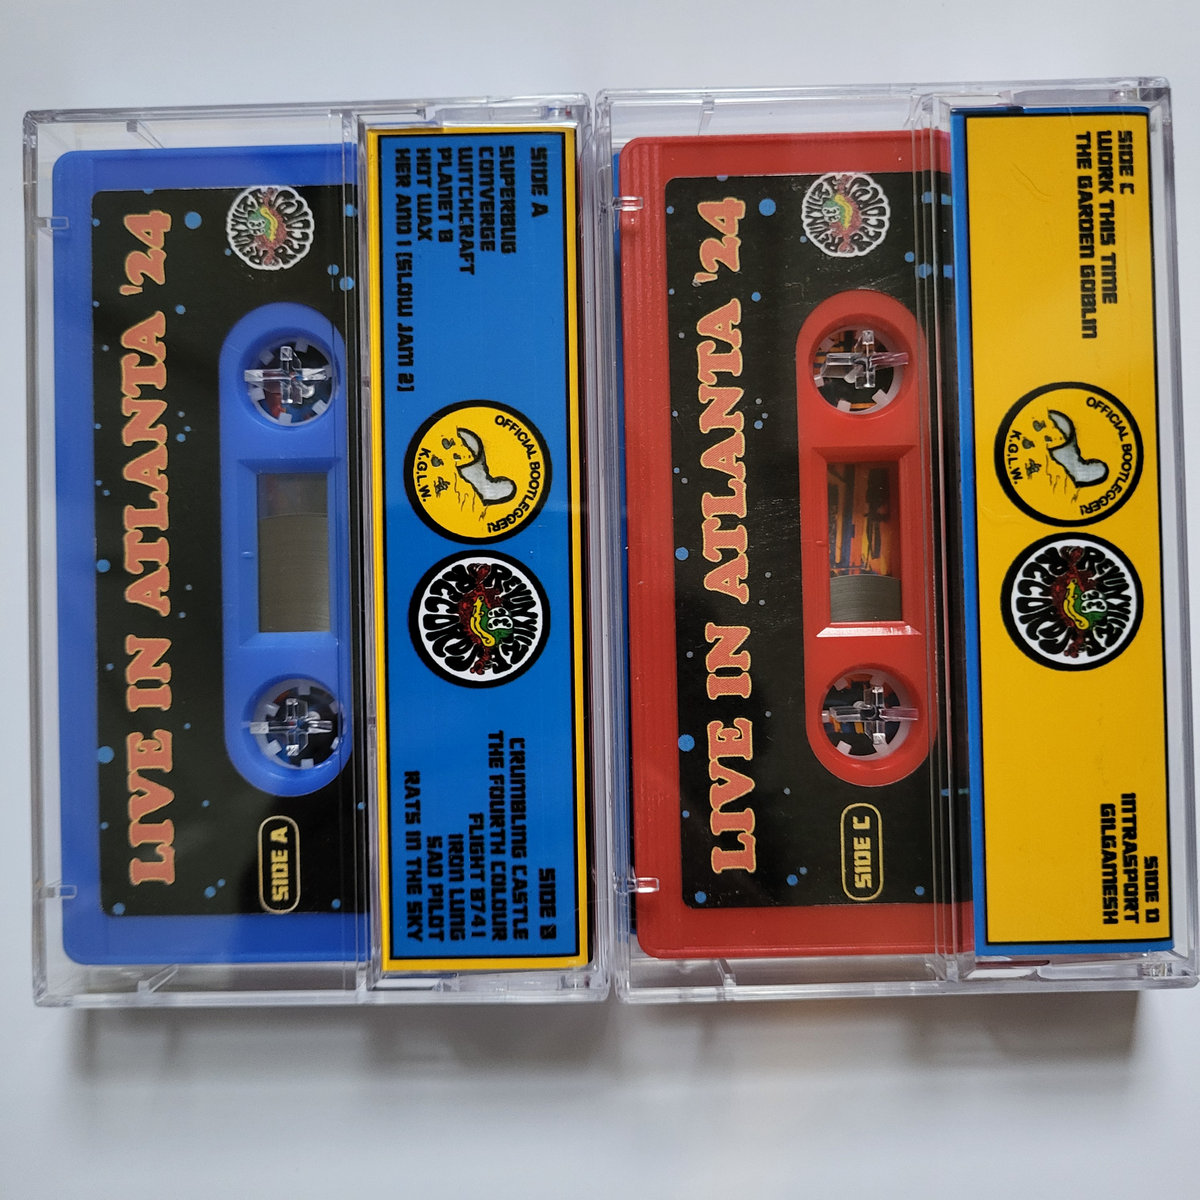 LIVE IN ATLANTA '24
REVUNKIE RECORDS
SIDE A
SIDE A
SUPERBUG
CONVERGE
WITCHCRAFT
PLANET B
HOT WAX
HER AND I (SLOW JAM 2)
OFFICIAL BOOTLEGGER!
K.G.L.W.
SIDE B
CRUMBLING CASTLE
THE FOURTH COLOUR
FLIGHT B741
IRON LUNG
SAD PILOT
RATS IN THE SKY
LIVE IN ATLANTA '24
SIDE C
SIDE C
WORK THIS TIME
THE GARDEN GOBLIN
OFFICIAL BOOTLEGGER!
K.G.L.W.
SIDE D
INTRASPORT
GILGAMESH